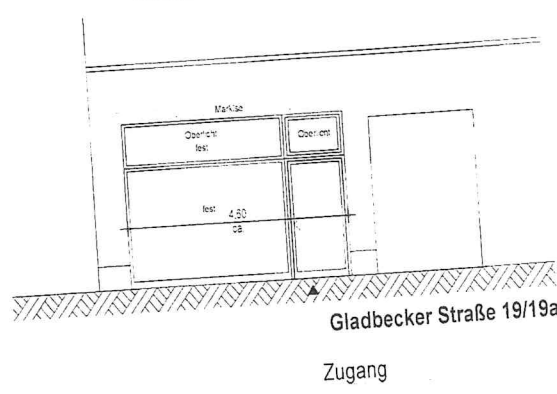 Markise
Oberlicht
fest
Oberlicht
fest
4,60
ca.
Gladbecker Straße 19/19a
Zugang